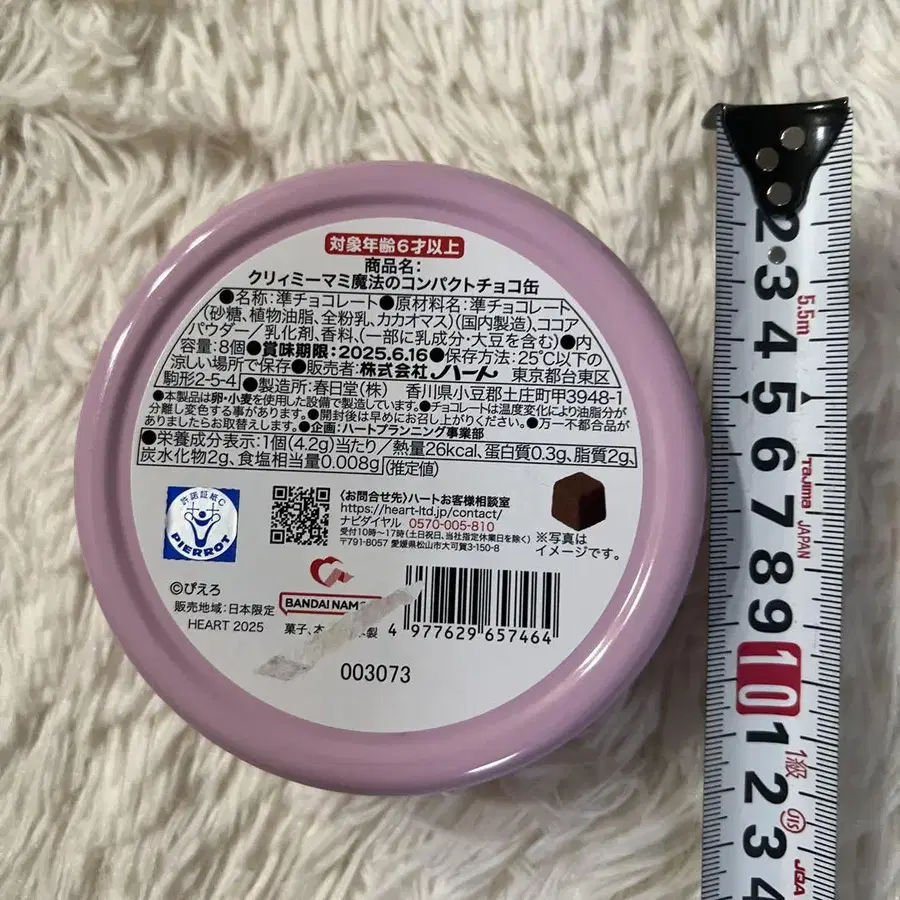 対象年齢6才以上
商品名:
クリィミーマミ魔法のコンパクトチョコ缶
●名称:準チョコレート●原材料名:準チョコレート
(砂糖、植物油脂、全粉乳、カカオマス)(国内製造)、ココア
パウダー/乳化剤、香料、(一部に乳成分・大豆を含む)●内
容量:8個●賞味期限:2025.6.16●保存方法:25℃以下の
涼しい場所で保存●販売者:株式会社ハート 東京都台東区
駒形2-5-4●製造所:春日堂(株) 香川県小豆郡土庄町甲3948-1
●本製品は卵・小麦を使用した設備で製造しています。●チョコレートは温度変化により油脂分が
分離し変色する事があります。●開封後は早めにお召し上がりください。●万一不都合品が
ありましたらお取替えします。●企画:ハートプランニング事業部
●栄養成分表示:1個(4.2g)当たり/熱量26kcal、蛋白質0.3g、脂質2g、
炭水化物2g、食塩相当量0.008g(推定値)
許諾証紙C
PIERROT
〈お問合せ先〉ハートお客様相談室
https://heart-ltd.jp/contact/
ナビダイヤル 0570-005-810
受付10時〜17時(土日祝日、当社指定休業日を除く)
〒791-8057 愛媛県松山市大可賀3-150-8
※写真は
イメージです。
©ぴえろ
販売地域:日本限定
HEART 2025
BANDAI NAM
菓子、本 製
4 977629 657464
003073
2 3 4 5 6 7 8 9 10 1 2 3 4
5.5m
Tajima JAPAN
1級
JIS
JQA